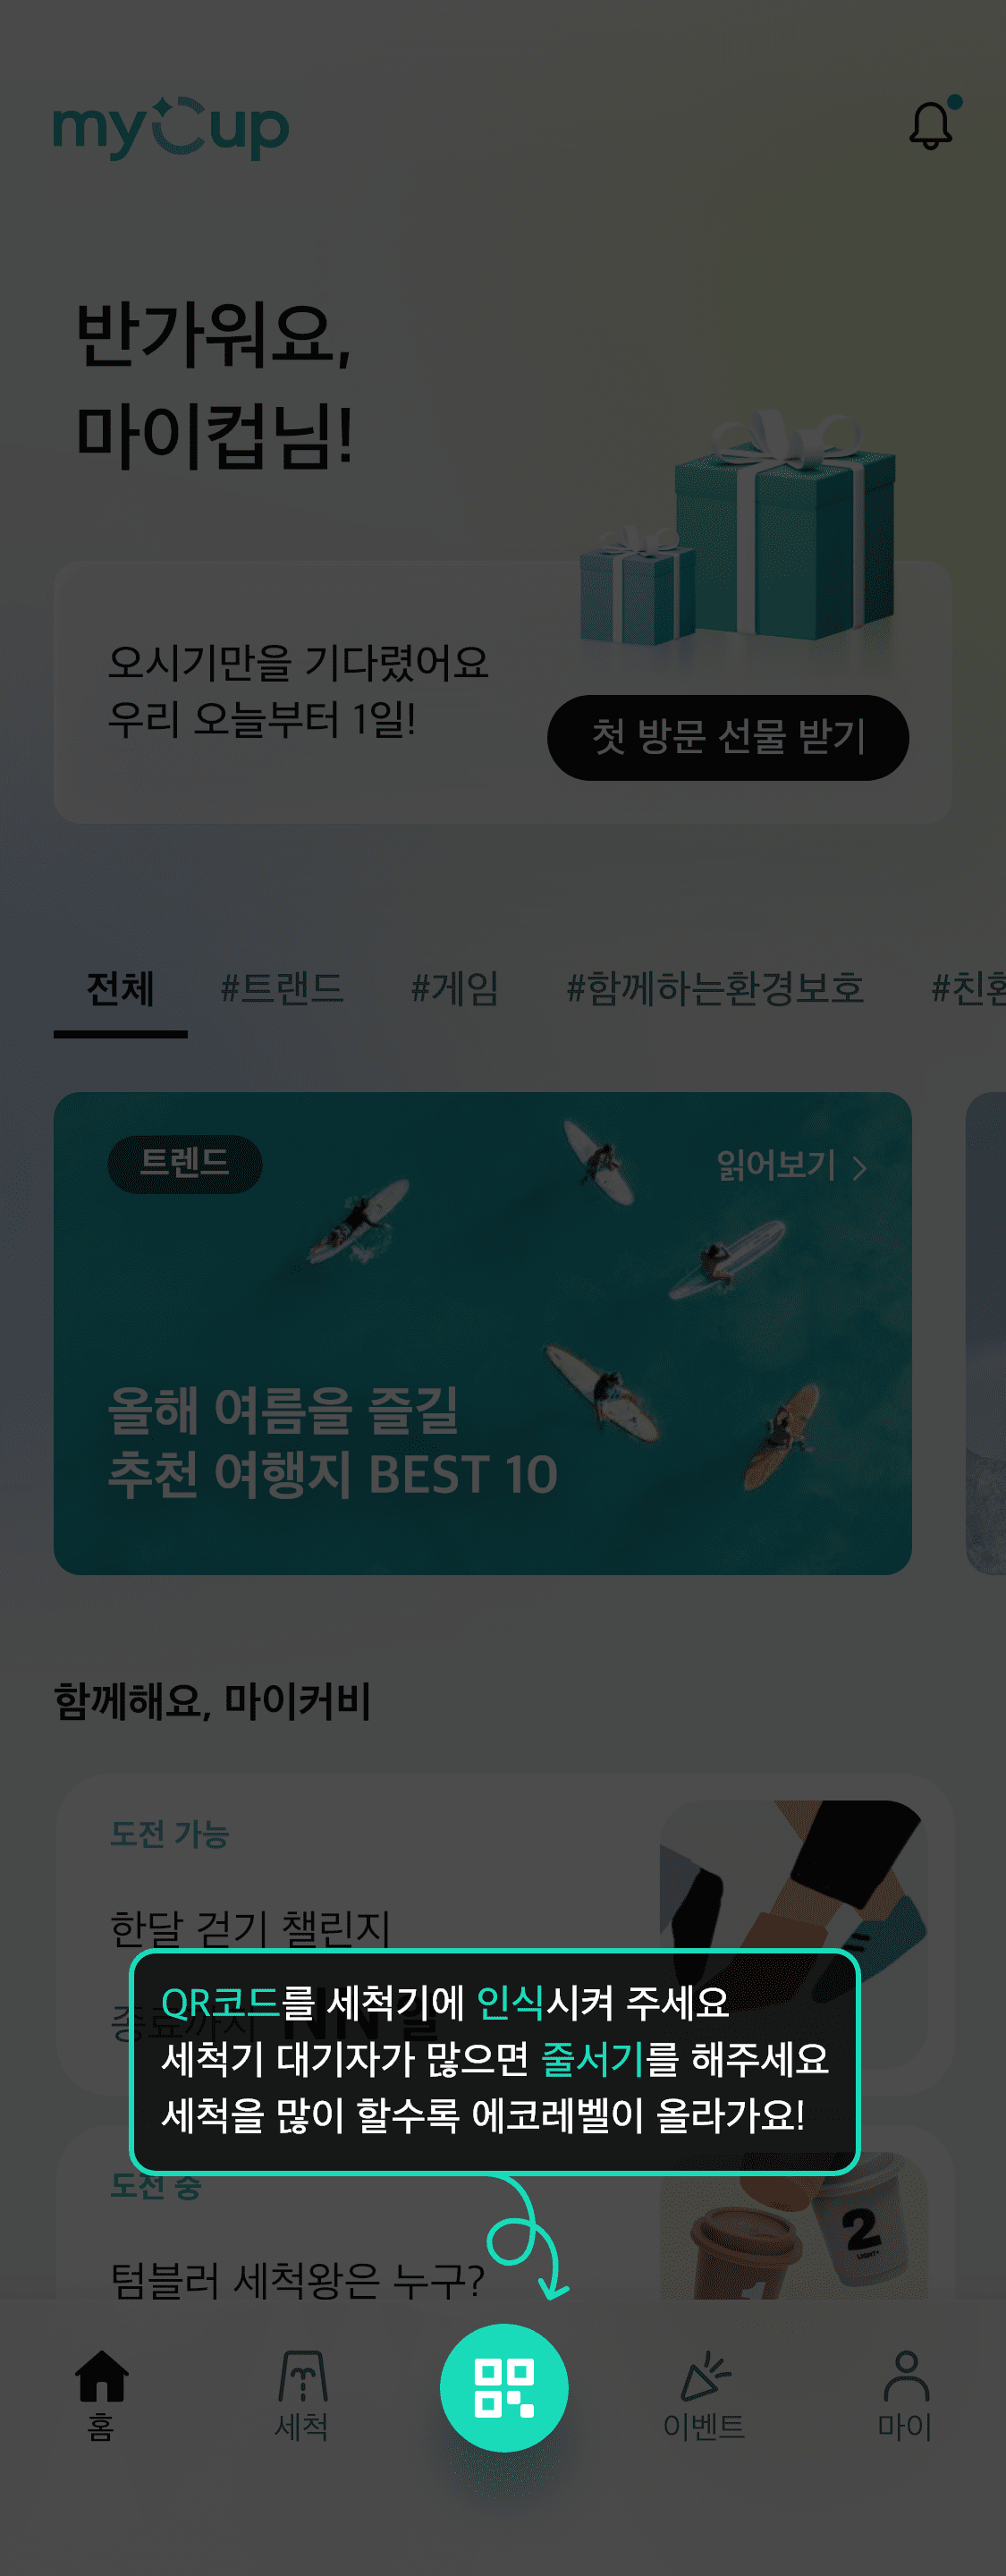 myCup
반가워요,
마이컵님!
오시기만을 기다렸어요
우리 오늘부터 1일!
첫 방문 선물 받기
전체 #트랜드 #게임 #함께하는환경보호 #친환
트렌드
읽어보기
올해 여름을 즐길
추천 여행지 BEST 10
함께해요, 마이커비
도전 가능
한달 걷기 챌린지
종료까지 NN일
QR코드를 세척기에 인식시켜 주세요
세척기 대기자가 많으면 줄서기를 해주세요
세척을 많이 할수록 에코레벨이 올라가요!
도전 중
텀블러 세척왕은 누구?
1
2
LIGHT+
홈 세척 이벤트 마이